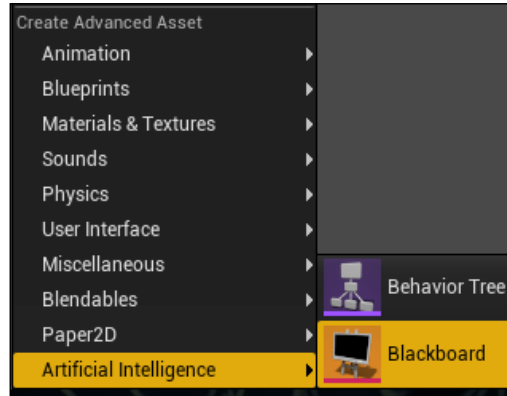 Create Advanced Asset
Animation
Blueprints
Materials & Textures
Sounds
Physics
User Interface
Miscellaneous
Blendables
Paper2D
Artificial Intelligence
Behavior Tree
Blackboard